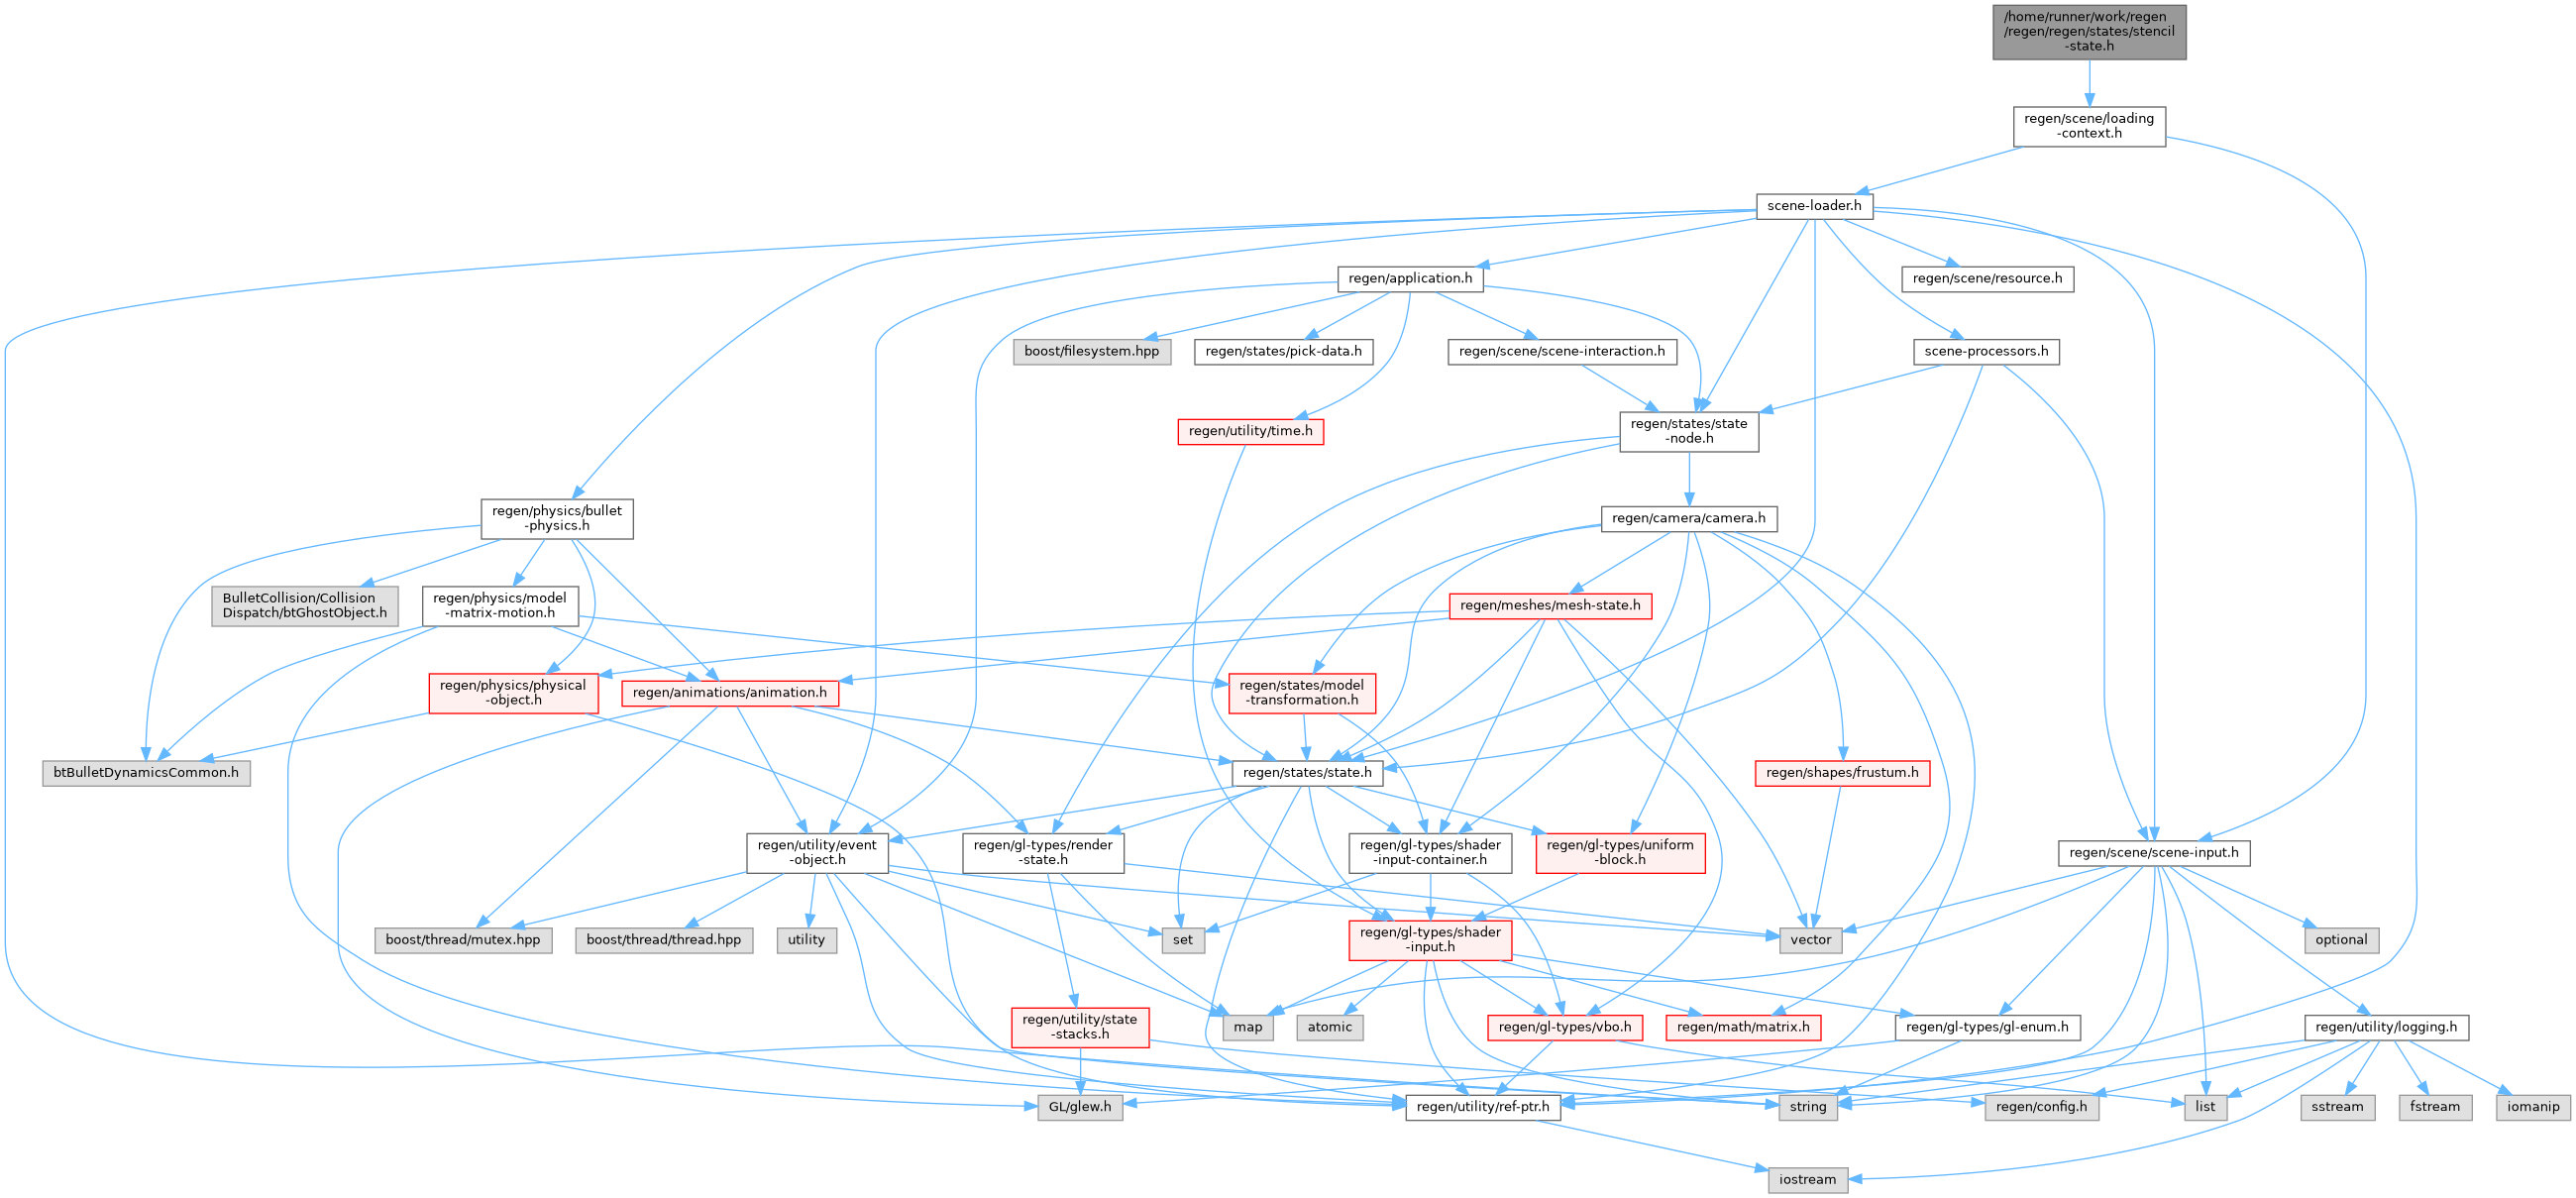 /home/runner/work/regen
/regen/regen/states/stencil
-state.h
regen/scene/loading
-context.h
scene-loader.h
regen/application.h
regen/scene/resource.h
boost/filesystem.hpp
regen/states/pick-data.h
regen/scene/scene-interaction.h
scene-processors.h
regen/utility/time.h
regen/states/state
-node.h
regen/physics/bullet
-physics.h
regen/camera/camera.h
BulletCollision/Collision
Dispatch/btGhostObject.h
regen/physics/model
-matrix-motion.h
regen/meshes/mesh-state.h
regen/physics/physical
-object.h
regen/animations/animation.h
regen/states/model
-transformation.h
btBulletDynamicsCommon.h
regen/states/state.h
regen/shapes/frustum.h
regen/utility/event
-object.h
regen/gl-types/render
-state.h
regen/gl-types/shader
-input-container.h
regen/gl-types/uniform
-block.h
regen/scene/scene-input.h
boost/thread/mutex.hpp
boost/thread/thread.hpp
utility
set
regen/gl-types/shader
-input.h
vector
optional
regen/utility/state
-stacks.h
map
atomic
regen/gl-types/vbo.h
regen/math/matrix.h
regen/gl-types/gl-enum.h
regen/utility/logging.h
GL/glew.h
regen/utility/ref-ptr.h
string
regen/config.h
list
sstream
fstream
iomanip
iostream